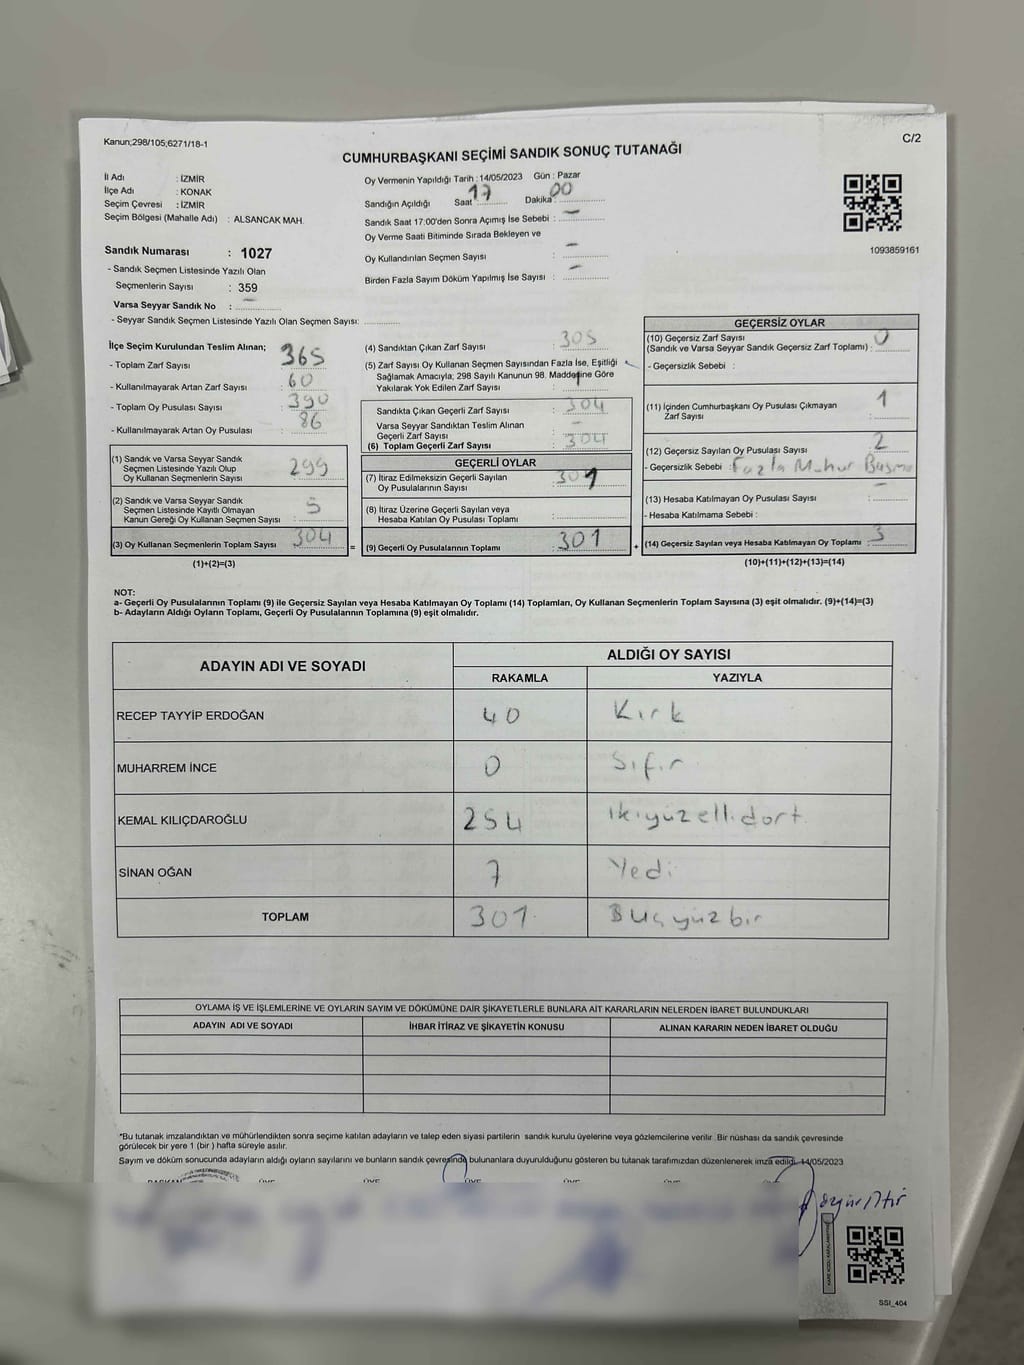 Kanun;298/105;6271/18-1
C/2
CUMHURBAŞKANI SEÇİMİ SANDIK SONUÇ TUTANAĞI
İl Adı : İZMİR
İlçe Adı : KONAK
Seçim Çevresi : İZMİR
Seçim Bölgesi (Mahalle Adı) : ALSANCAK MAH.
Oy Vermenin Yapıldığı Tarih : 14/05/2023 Gün : Pazar
Sandığın Açıldığı Saat 17 Dakika 00
Sandık Saat 17:00'den Sonra Açımış İse Sebebi : -
Oy Verme Saati Bitiminde Sırada Bekleyen ve
Oy Kullandırılan Seçmen Sayısı : -
Birden Fazla Sayım Döküm Yapılmış İse Sayısı : -
1093859161
Sandık Numarası : 1027
- Sandık Seçmen Listesinde Yazılı Olan
Seçmenlerin Sayısı : 359
Varsa Seyyar Sandık No : -
- Seyyar Sandık Seçmen Listesinde Yazılı Olan Seçmen Sayısı:
İlçe Seçim Kurulundan Teslim Alınan;
- Toplam Zarf Sayısı : 365
- Kullanılmayarak Artan Zarf Sayısı : 60
- Toplam Oy Pusulası Sayısı : 390
- Kullanılmayarak Artan Oy Pusulası : 86
(1) Sandık ve Varsa Seyyar Sandık
Seçmen Listesinde Yazılı Olup
Oy Kullanan Seçmenlerin Sayısı : 299
(2) Sandık ve Varsa Seyyar Sandık
Seçmen Listesinde Kayıtlı Olmayan
Kanun Gereği Oy Kullanan Seçmen Sayısı : 5
(3) Oy Kullanan Seçmenlerin Toplam Sayısı : 304
(1)+(2)=(3)
(4) Sandıktan Çıkan Zarf Sayısı : 305
(5) Zarf Sayısı Oy Kullanan Seçmen Sayısından Fazla İse, Eşitliği
Sağlamak Amacıyla; 298 Sayılı Kanunun 98. Maddesine Göre
Yakılarak Yok Edilen Zarf Sayısı : 1
Sandıkta Çıkan Geçerli Zarf Sayısı : 304
Varsa Seyyar Sandıktan Teslim Alınan
Geçerli Zarf Sayısı : -
(6) Toplam Geçerli Zarf Sayısı : 304
GEÇERLİ OYLAR
(7) İtiraz Edilmeksizin Geçerli Sayılan
Oy Pusulalarının Sayısı : 301
(8) İtiraz Üzerine Geçerli Sayılan veya
Hesaba Katılan Oy Pusulası Toplamı :
= (9) Geçerli Oy Pusulalarının Toplamı : 301 +
GEÇERSİZ OYLAR
(10) Geçersiz Zarf Sayısı
(Sandık ve Varsa Seyyar Sandık Geçersiz Zarf Toplamı) : 0
- Geçersizlik Sebebi :
(11) İçinden Cumhurbaşkanı Oy Pusulası Çıkmayan
Zarf Sayısı : 1
(12) Geçersiz Sayılan Oy Pusulası Sayısı : 2
- Geçersizlik Sebebi : Fazla Muhur Basma
(13) Hesaba Katılmayan Oy Pusulası Sayısı : -
- Hesaba Katılmama Sebebi :
(14) Geçersiz Sayılan veya Hesaba Katılmayan Oy Toplamı : 3
(10)+(11)+(12)+(13)=(14)
NOT:
a- Geçerli Oy Pusulalarının Toplamı (9) ile Geçersiz Sayılan veya Hesaba Katılmayan Oy Toplamı (14) Toplamları, Oy Kullanan Seçmenlerin Toplam Sayısına (3) eşit olmalıdır. (9)+(14)=(3)
b- Adayların Aldığı Oyların Toplamı, Geçerli Oy Pusulalarının Toplamına (9) eşit olmalıdır.
ADAYIN ADI VE SOYADI ALDIĞI OY SAYISI
RAKAMLA YAZIYLA
RECEP TAYYİP ERDOĞAN 40 Kırk
MUHARREM İNCE 0 Sıfır
KEMAL KILIÇDAROĞLU 254 ikiyüzellidort
SİNAN OĞAN 7 Yedi
TOPLAM 301 Buçyüzbir
OYLAMA İŞ VE İŞLEMLERİNE VE OYLARIN SAYIM VE DÖKÜMÜNE DAİR ŞİKAYETLERLE BUNLARA AİT KARARLARIN NELERDEN İBARET BULUNDUKLARI
ADAYIN ADI VE SOYADI İHBAR İTİRAZ VE ŞİKAYETİN KONUSU ALINAN KARARIN NEDEN İBARET OLDUĞU
*Bu tutanak imzalandıktan ve mühürlendikten sonra seçime katılan adayların ve talep eden siyasi partilerin sandık kurulu üyelerine veya gözlemcilerine verilir. Bir nüshası da sandık çevresinde
görülecek bir yere 1 (bir ) hafta süreyle asılır.
Sayım ve döküm sonucunda adayların aldığı oyların sayılarını ve bunların sandık çevresinde bulunanlara duyurulduğunu gösteren bu tutanak tarafımızdan düzenlenerek imza edildi. 14/05/2023
SSI_404